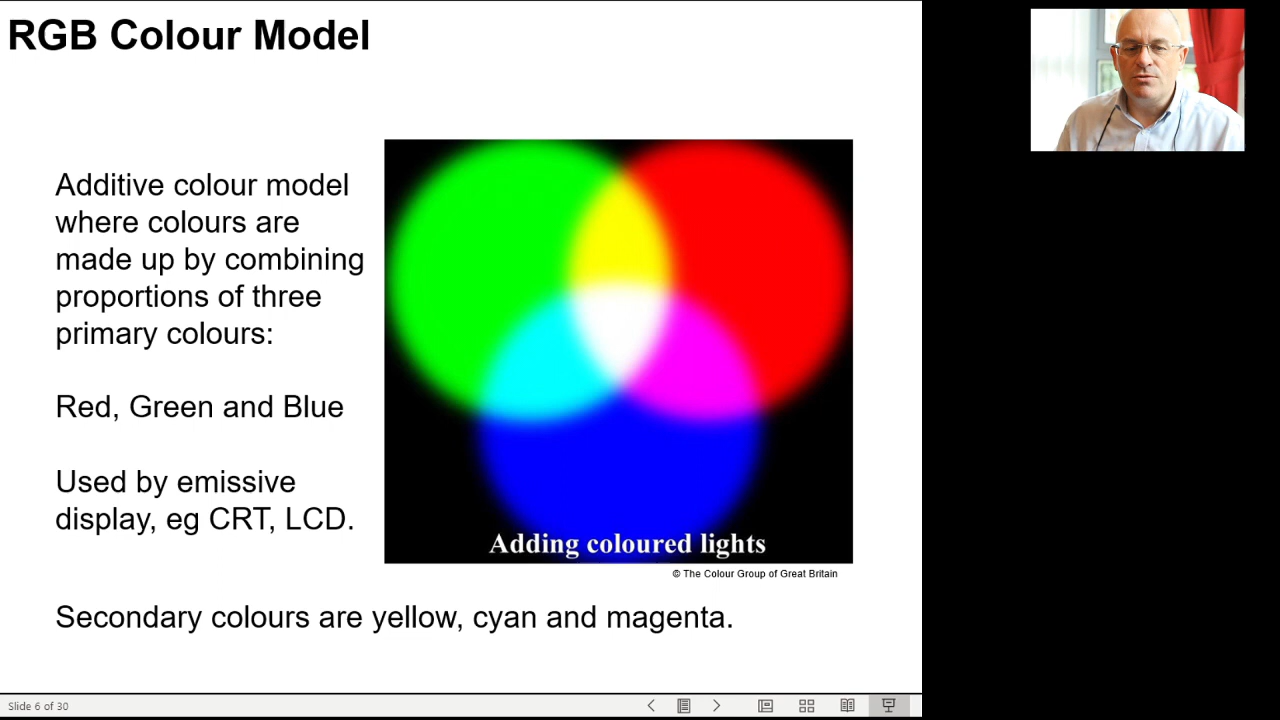 RGB Colour Model
Additive colour model
where colours are
made up by combining
proportions of three
primary colours:
Red, Green and Blue
Used by emissive
display, eg CRT, LCD.
Adding coloured lights
© The Colour Group of Great Britain
Secondary colours are yellow, cyan and magenta.
Slide 6 of 30